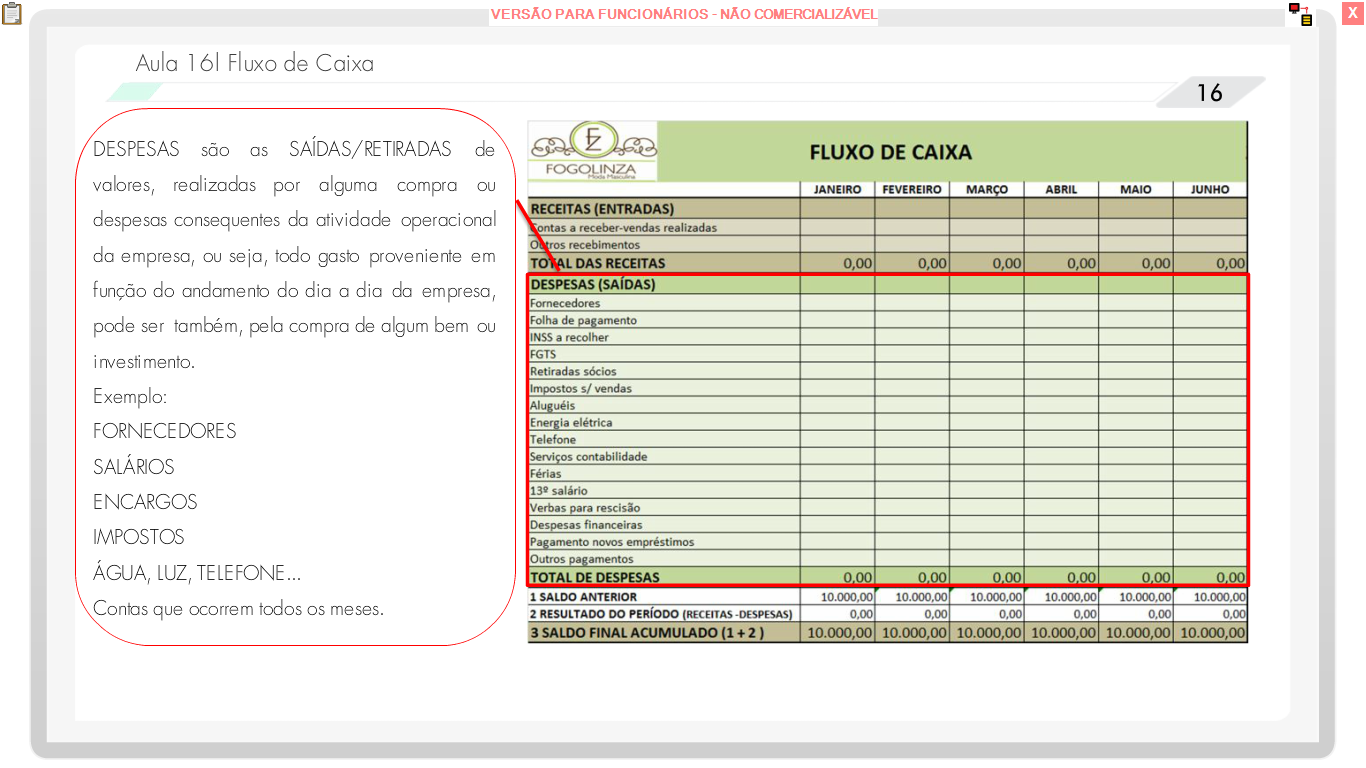 VERSÃO PARA FUNCIONÁRIOS - NÃO COMERCIALIZÁVEL
X
Aula 16l Fluxo de Caixa
16
DESPESAS são as SAÍDAS/RETIRADAS de
valores, realizadas por alguma compra ou
despesas consequentes da atividade operacional
da empresa, ou seja, todo gasto proveniente em
função do andamento do dia a dia da empresa,
pode ser também, pela compra de algum bem ou
investimento.
Exemplo:
FORNECEDORES
SALÁRIOS
ENCARGOS
IMPOSTOS
ÁGUA, LUZ, TELEFONE...
Contas que ocorrem todos os meses.
FZ
FOGOLINZA
Moda Masculina
FLUXO DE CAIXA
JANEIRO FEVEREIRO MARÇO ABRIL MAIO JUNHO
RECEITAS (ENTRADAS)
Contas a receber-vendas realizadas
Outros recebimentos
TOTAL DAS RECEITAS 0,00 0,00 0,00 0,00 0,00 0,00
DESPESAS (SAÍDAS)
Fornecedores
Folha de pagamento
INSS a recolher
FGTS
Retiradas sócios
Impostos s/ vendas
Aluguéis
Energia elétrica
Telefone
Serviços contabilidade
Férias
13º salário
Verbas para rescisão
Despesas financeiras
Pagamento novos empréstimos
Outros pagamentos
TOTAL DE DESPESAS 0,00 0,00 0,00 0,00 0,00 0,00
1 SALDO ANTERIOR 10.000,00 10.000,00 10.000,00 10.000,00 10.000,00 10.000,00
2 RESULTADO DO PERÍODO (RECEITAS -DESPESAS) 0,00 0,00 0,00 0,00 0,00 0,00
3 SALDO FINAL ACUMULADO (1 + 2 ) 10.000,00 10.000,00 10.000,00 10.000,00 10.000,00 10.000,00